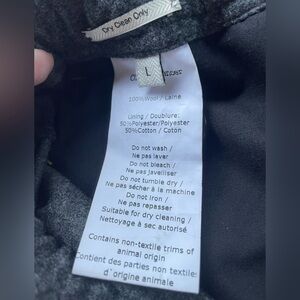 Dry Clean Only
L
100%Wool / Laine
Lining / Doublure:
50%Polyester/Polyester
50%Cotton / Coton
Do not wash /
Ne pas laver
Do not bleach /
Ne pas javelliser
Do not tumble dry /
Ne pas sécher à la machine
Do not iron /
Ne pas repasser
Suitable for dry cleaning /
Nettoyage à sec autorisé
Contains non-textile trims of
animal origin
Contient des parties non textiles
d'origine animale